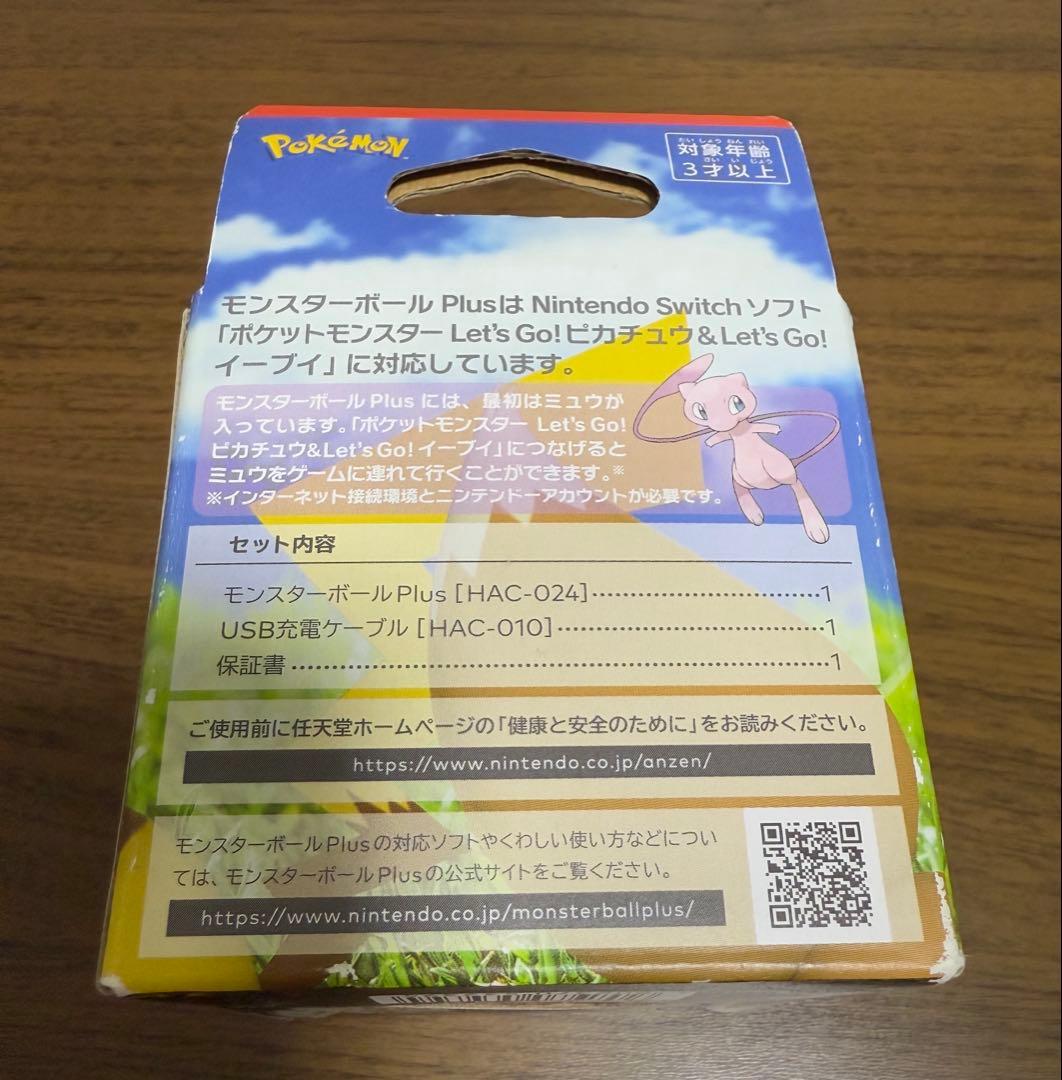 POKéMON
たいしょうねんれい
対象年齢
さいいじょう
3才以上
モンスターボール Plusは Nintendo Switch ソフト
「ポケットモンスター Let's Go! ピカチュウ&Let's Go!
イーブイ」に対応しています。
モンスターボール Plus には、最初はミュウが
入っています。「ポケットモンスター Let's Go!
ピカチュウ&Let's Go! イーブイ」につなげると
ミュウをゲームに連れて行くことができます。※
※インターネット接続環境とニンテンドーアカウントが必要です。
セット内容
モンスターボール Plus [HAC-024]……1
USB充電ケーブル [HAC-010]……1
保証書……1
ご使用前に任天堂ホームページの「健康と安全のために」をお読みください。
https://www.nintendo.co.jp/anzen/
モンスターボール Plusの対応ソフトやくわしい使い方などについ
ては、モンスターボール Plusの公式サイトをご覧ください。
https://www.nintendo.co.jp/monsterballplus/